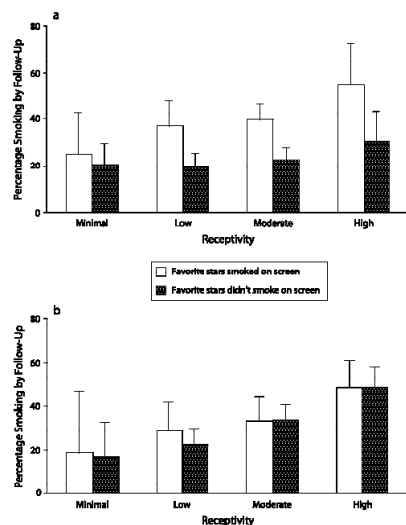 a
80
60
40
20
0
Percentage Smoking by Follow-Up
Minimal Low Moderate High
Receptivity
Favorite stars smoked on screen
Favorite stars didn't smoke on screen
b
80
60
40
20
0
Percentage Smoking by Follow-Up
Minimal Low Moderate High
Receptivity